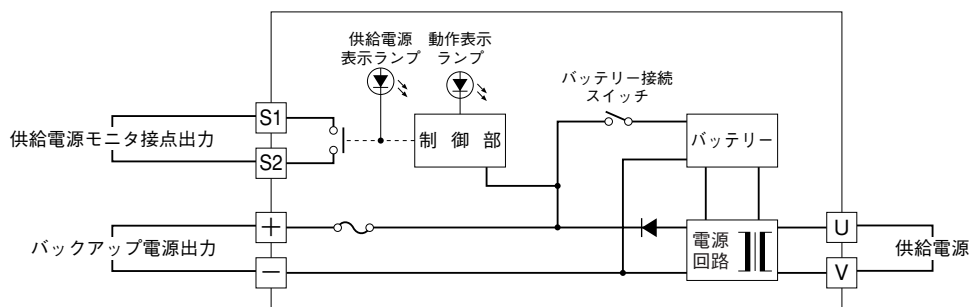 供給電源
表示ランプ
動作表示
ランプ
バッテリー接続
スイッチ
S1
供給電源モニタ接点出力
制 御 部
バッテリー
S2
+
U
バックアップ電源出力
電源
回路
供給電源
−
V